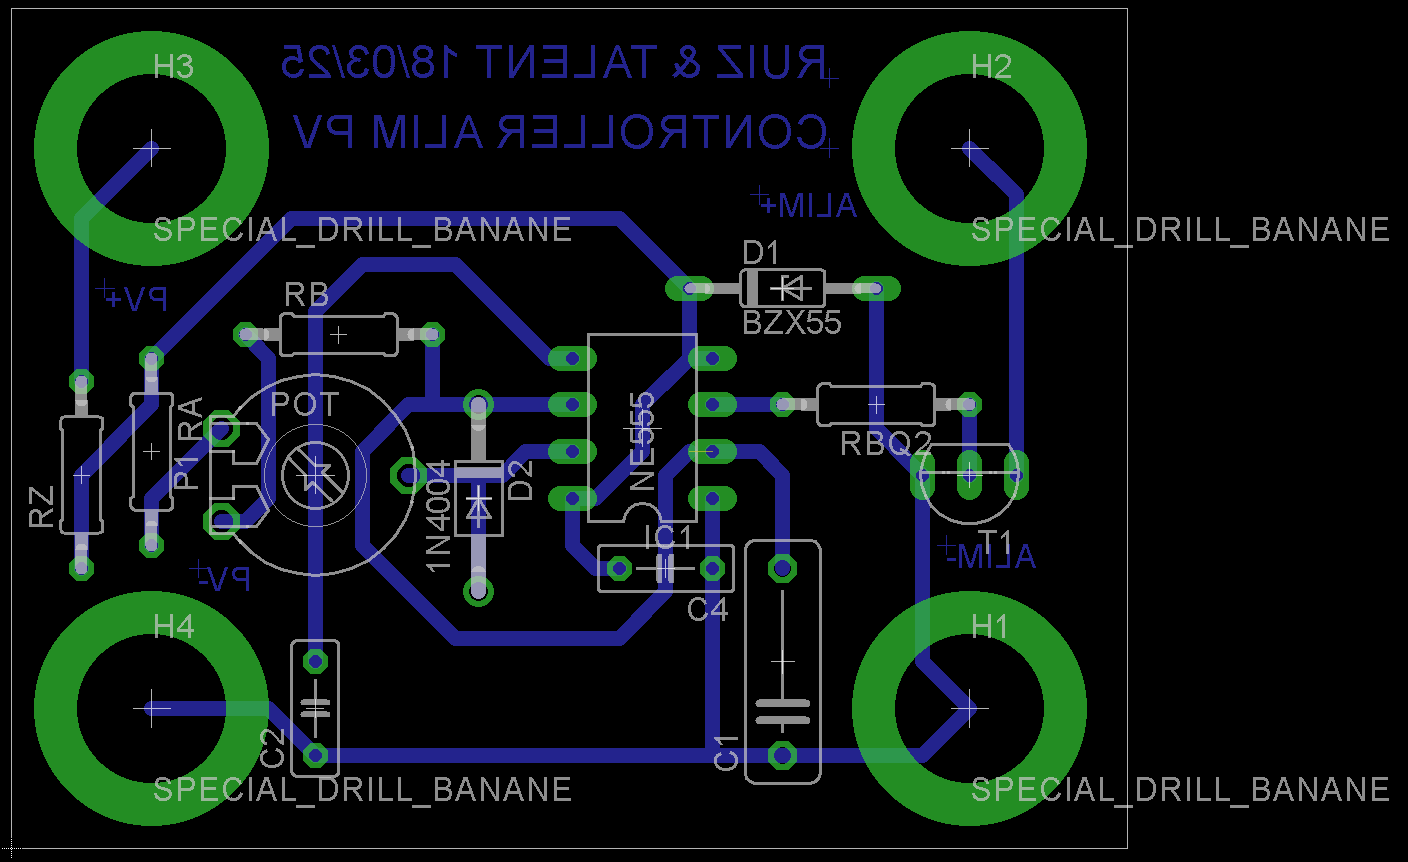 H3
RUIZ & TALENT 18/03/25
H2
CONTROLLER ALIM PV
ALIM+
SPECIAL_DRILL_BANANE
SPECIAL_DRILL_BANANE
D1
PV+
RB
BZX55
POT
RA
NE555
RBQ2
P1
1N4004
D2
RZ
IC1
T1
ALIM-
PV-
C4
H4
H1
C2
C1
SPECIAL_DRILL_BANANE
SPECIAL_DRILL_BANANE